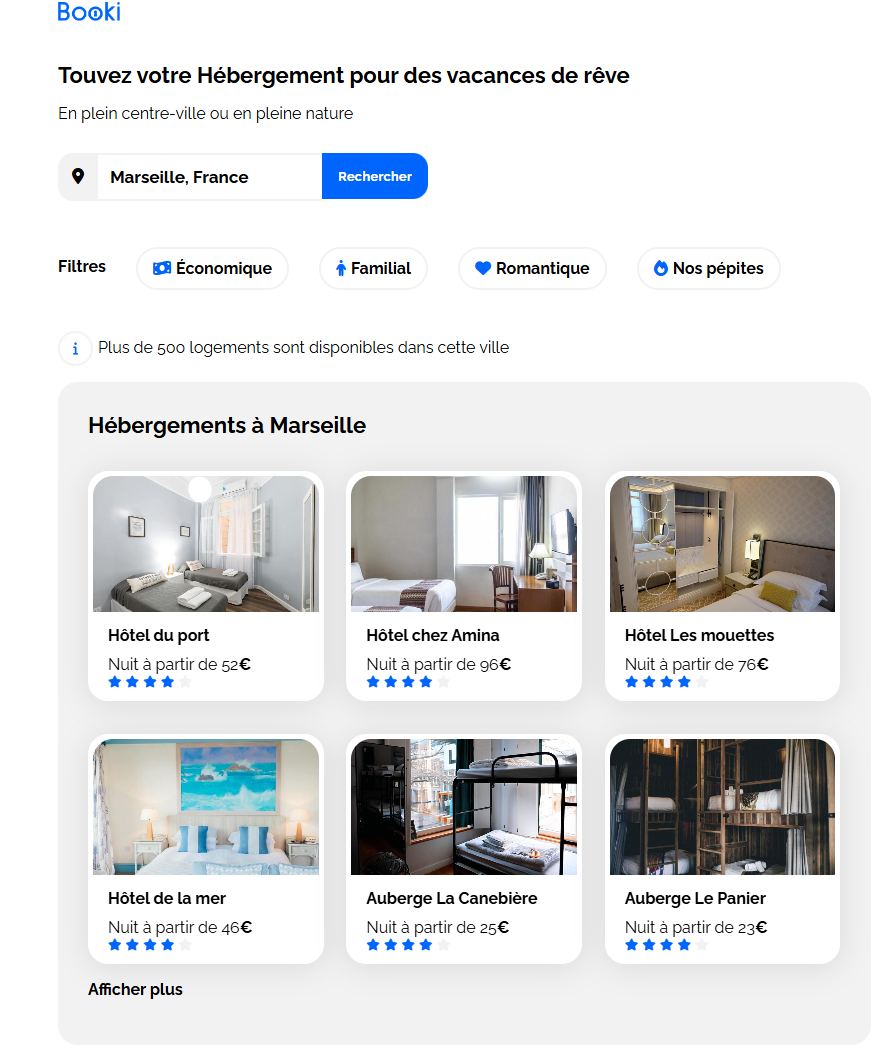 Booki
Touvez votre Hébergement pour des vacances de rêve
En plein centre-ville ou en pleine nature
Marseille, France Rechercher
Filtres Économique Familial Romantique Nos pépites
i Plus de 500 logements sont disponibles dans cette ville
Hébergements à Marseille
Hôtel du port Hôtel chez Amina Hôtel Les mouettes
Nuit à partir de 52€ Nuit à partir de 96€ Nuit à partir de 76€
Hôtel de la mer Auberge La Canebière Auberge Le Panier
Nuit à partir de 46€ Nuit à partir de 25€ Nuit à partir de 23€
Afficher plus